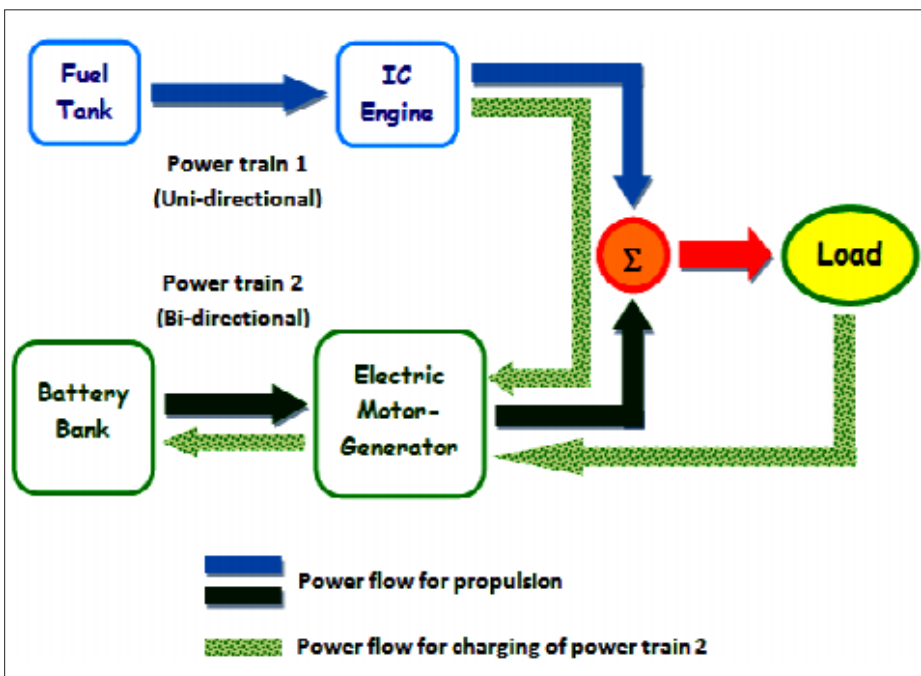 Fuel
Tank
IC
Engine
Power train 1
(Uni-directional)
Σ
Load
Power train 2
(Bi-directional)
Battery
Bank
Electric
Motor-
Generator
Power flow for propulsion
Power flow for charging of power train 2